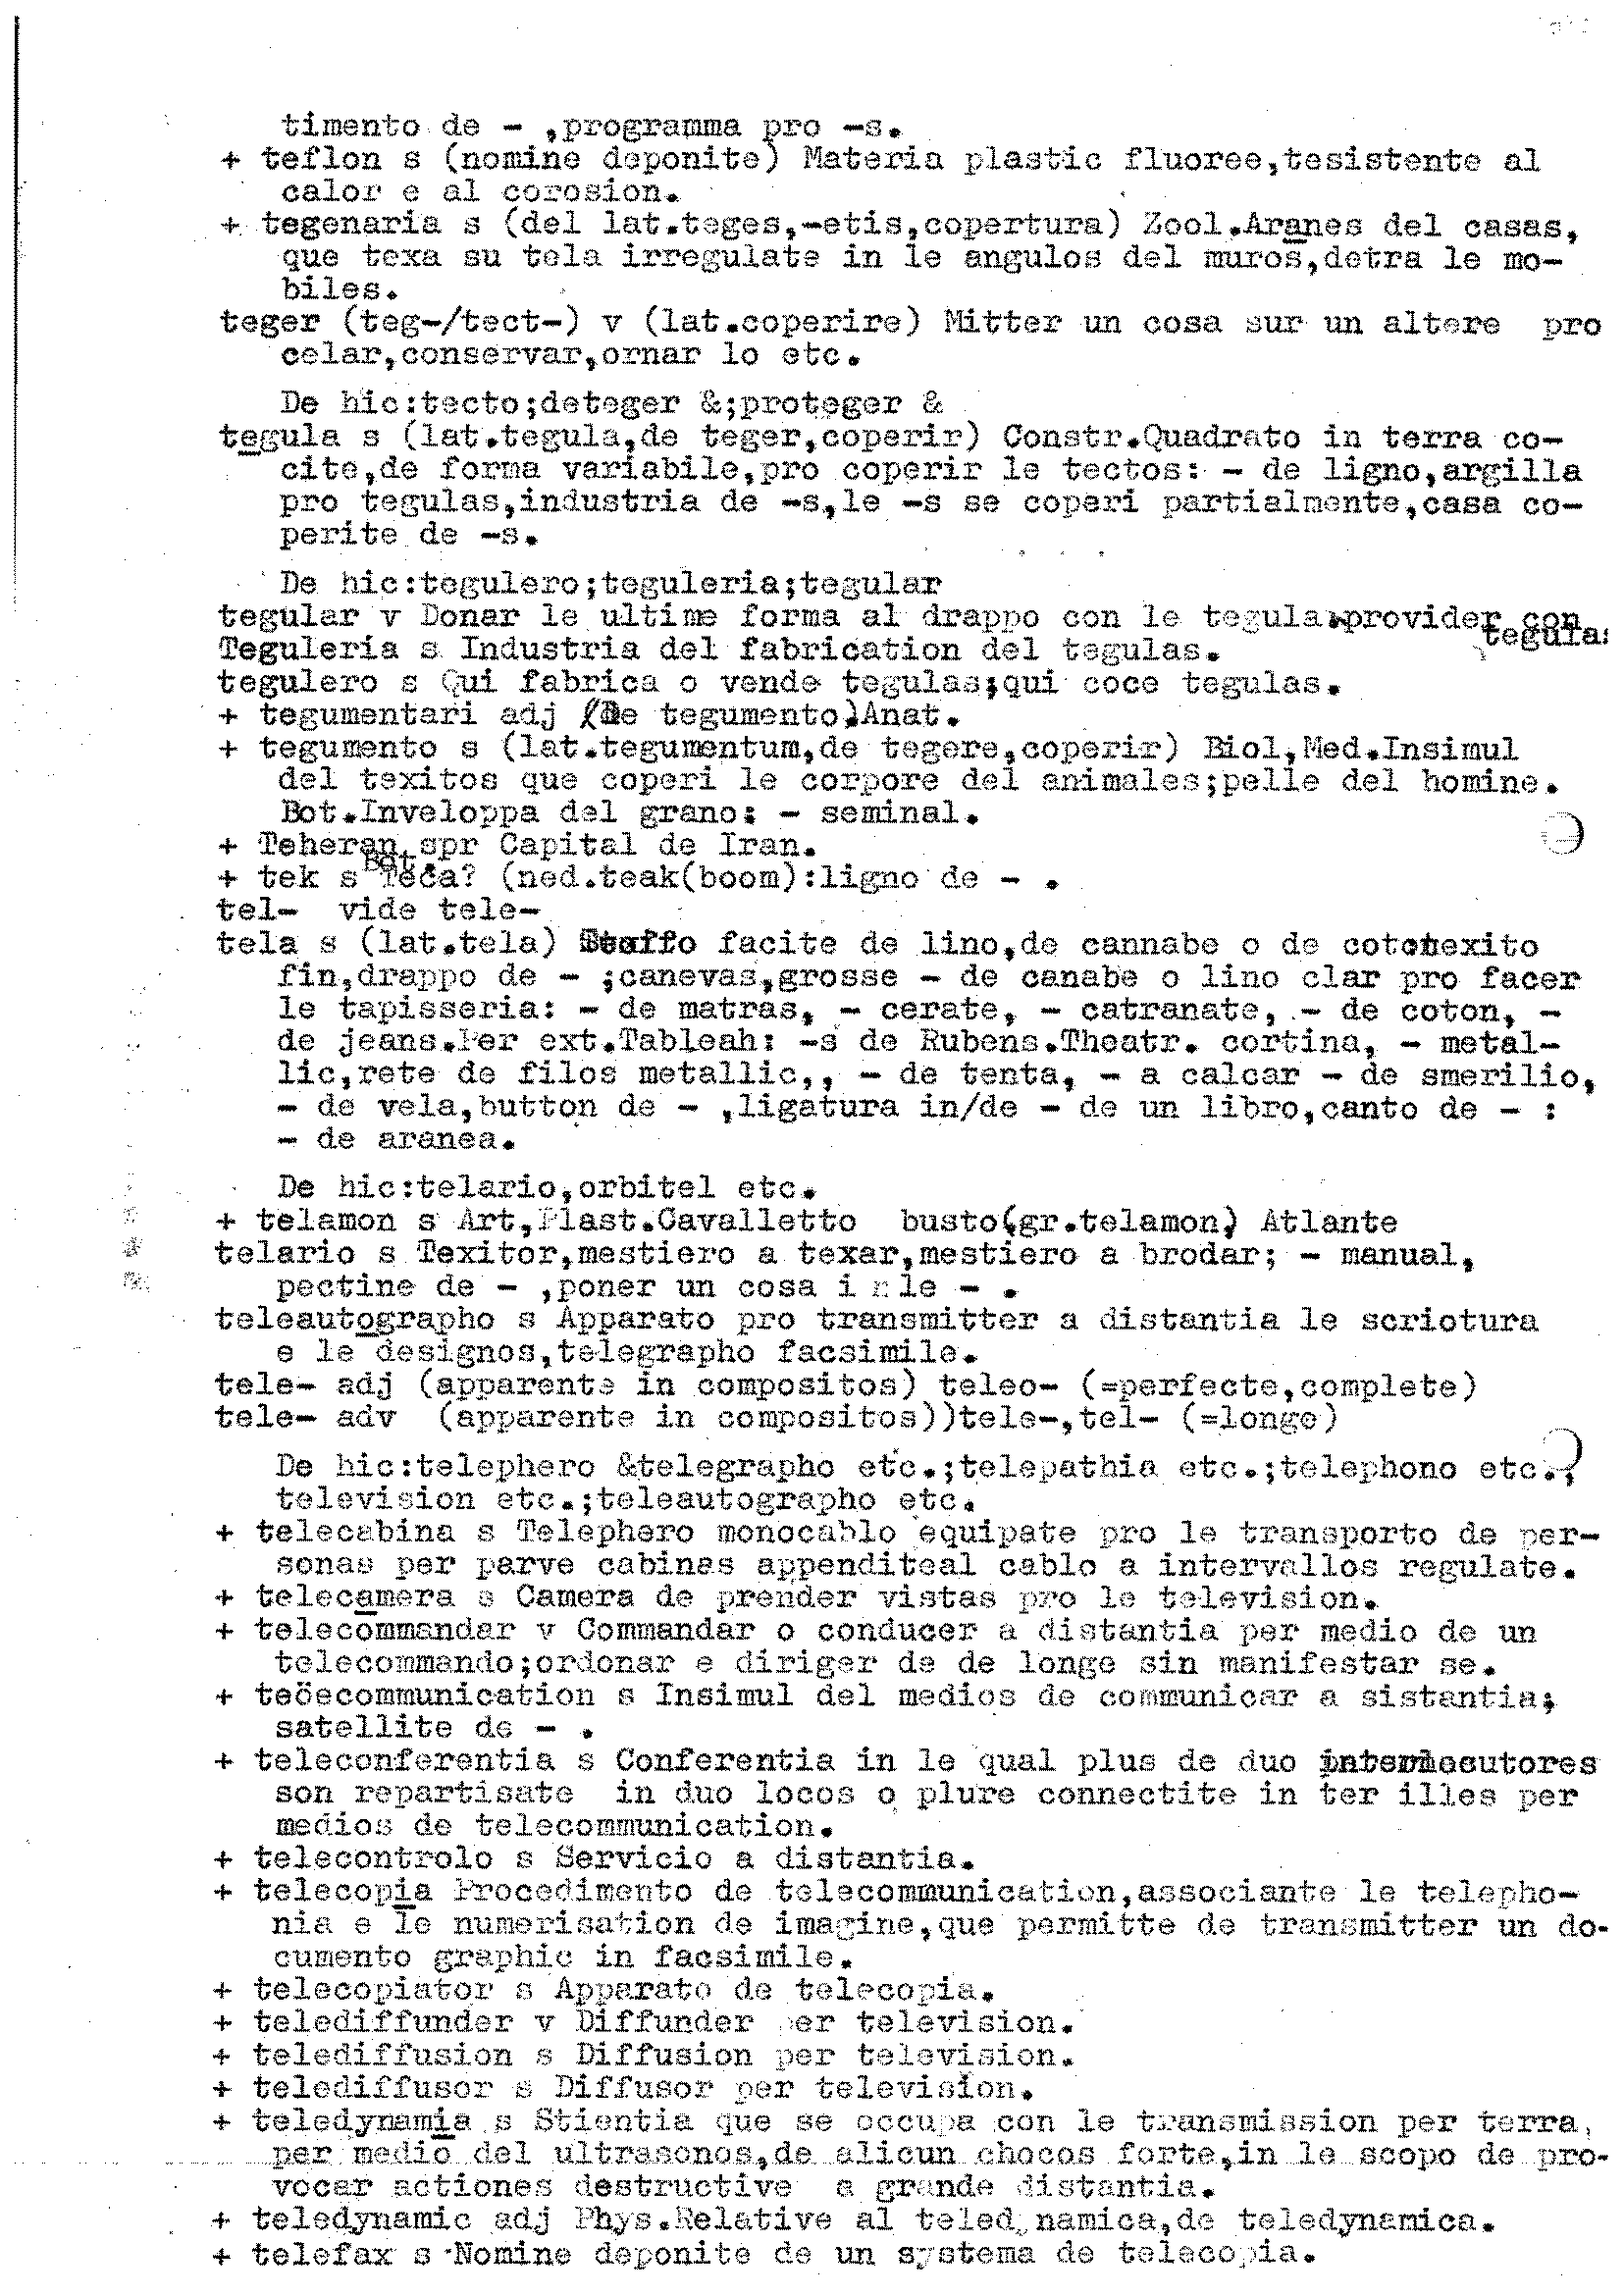 timento de - ,programma pro -s.
+ teflon s (nomine deponite) Materia plastic fluoree,tesistente al
calor e al corosion.
+ tegenaria s (del lat.teges,-etis,copertura) Zool.Aranes del casas,
que texa su tela irregulate in le angulos del muros,detra le mo-
biles.
teger (teg-/tect-) v (lat.coperire) Mitter un cosa sur un altere pro
celar,conservar,ornar lo etc.
De hic:tecto;deteger &;proteger &
tegula s (lat.tegula,de teger,coperir) Constr.Quadrato in terra co-
cite,de forma variabile,pro coperir le tectos: - de ligno,argilla
pro tegulas,industria de -s,le -s se coperi partialmente,casa co-
perite de -s.
De hic:tegulero;teguleria;tegular
tegular v Donar le ultime forma al drappo con le tegula,provider con
tegulas
Teguleria s Industria del fabrication del tegulas.
tegulero s Qui fabrica o vende tegulas;qui coce tegulas.
+ tegumentari adj (De tegumento)Anat.
+ tegumento s (lat.tegumentum,de tegere,coperir) Biol,Med.Insimul
del texitos que coperi le corpore del animales;pelle del homine.
Bot.Inveloppa del grano: - seminal.
+ Teheran spr Capital de Iran.
Bot.
+ tek s Teca? (ned.teak(boom):ligno de - .
tel- vide tele-
tela s (lat.tela) Stoffo facite de lino,de cannabe o de coton
fin,drappo de - ;canevas,grosse - de canabe o lino clar pro facer
le tapisseria: - de matras, - cerate, - catranate, - de coton, -
de jeans.Per ext.Tableah: -s de Rubens.Theatr. cortina, - metal-
lic,rete de filos metallic,, - de tenta, - a calcar - de smerilio,
- de vela,button de - ,ligatura in/de - de un libro,canto de - :
- de aranea.
De hic:telario,orbitel etc.
+ telamon s Art,Plast.Cavalletto busto(gr.telamon) Atlante
telario s Texitor,mestiero a texar,mestiero a brodar; - manual,
pectine de - ,poner un cosa i n le - .
teleautographo s Apparato pro transmitter a distantia le scriotura
e le designos,telegrapho facsimile.
tele- adj (apparente in compositos) teleo- (=perfecte,complete)
tele- adv (apparente in compositos))tele-,tel- (=longe)
De hic:telephero &telegrapho etc.;telepathia etc.;telephono etc.;
television etc.;teleautographo etc.
+ telecabina s Telephero monocablo equipate pro le transporto de per-
sonas per parve cabinas appenditeal cablo a intervallos regulate.
+ telecamera s Camera de prender vistas pro le television.
+ telecommandar v Commandar o conducer a distantia per medio de un
telecommando;ordonar e diriger de de longe sin manifestar se.
+ teöecommunication s Insimul del medios de communicar a sistantia;
satellite de - .
+ teleconferentia s Conferentia in le qual plus de duo interlocutores
son repartisate in duo locos o plure connectite in ter illes per
medios de telecommunication.
+ telecontrolo s Servicio a distantia.
+ telecopia Procedimento de telecommunication,associante le telepho-
nia e le numerisation de imagine,que permitte de transmitter un do-
cumento graphic in facsimile.
+ telecopiator s Apparato de telecopia.
+ telediffunder v Diffunder per television.
+ telediffusion s Diffusion per television.
+ telediffusor s Diffusor per television.
+ teledynamia s Stientia que se occupa con le transmission per terra,
per medio del ultrasonos,de alicun chocos forte,in le scopo de pro-
vocar actiones destructive a grande distantia.
+ teledynamic adj Phys.Relative al teledynamica,de teledynamica.
+ telefax s Nomine deponite de un systema de telecopia.